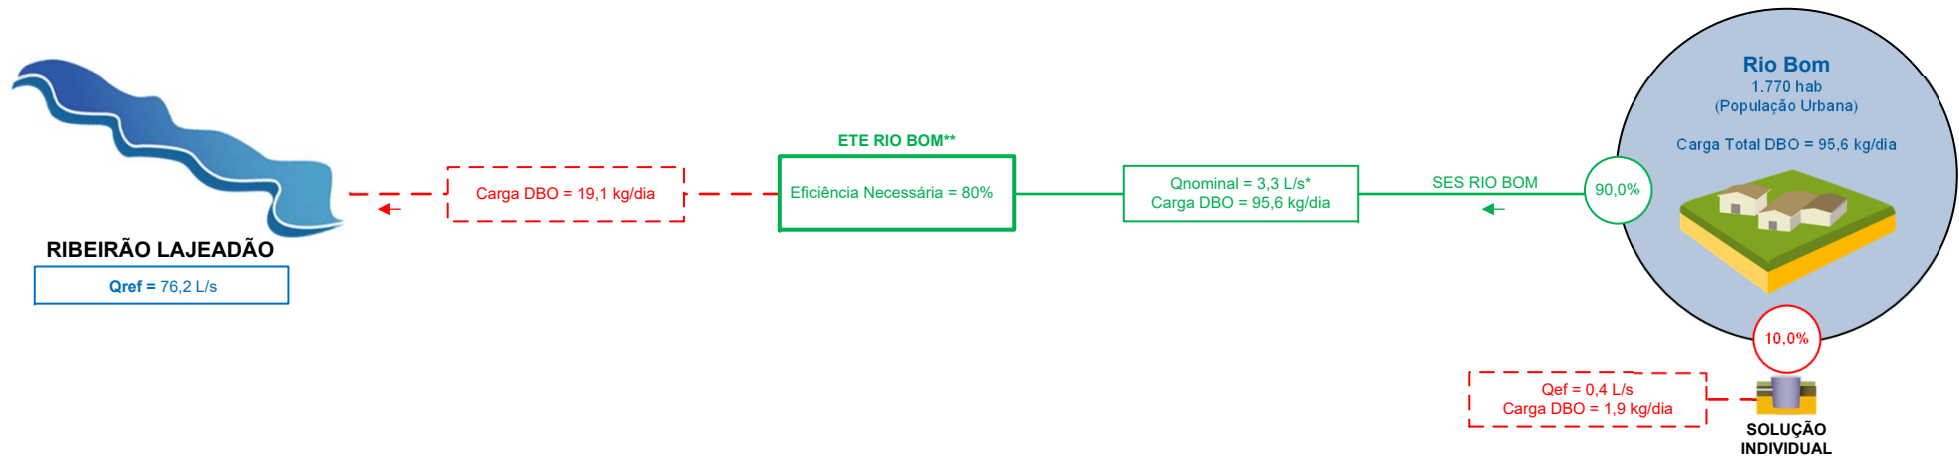 RIBEIRÃO LAJEADÃO
Qref = 76,2 L/s
Carga DBO = 19,1 kg/dia
ETE RIO BOM**
Eficiência Necessária = 80%
Qnominal = 3,3 L/s*
Carga DBO = 95,6 kg/dia
SES RIO BOM
90,0%
Rio Bom
1.770 hab
(População Urbana)
Carga Total DBO = 95,6 kg/dia
10,0%
Qef = 0,4 L/s
Carga DBO = 1,9 kg/dia
SOLUÇÃO
INDIVIDUAL